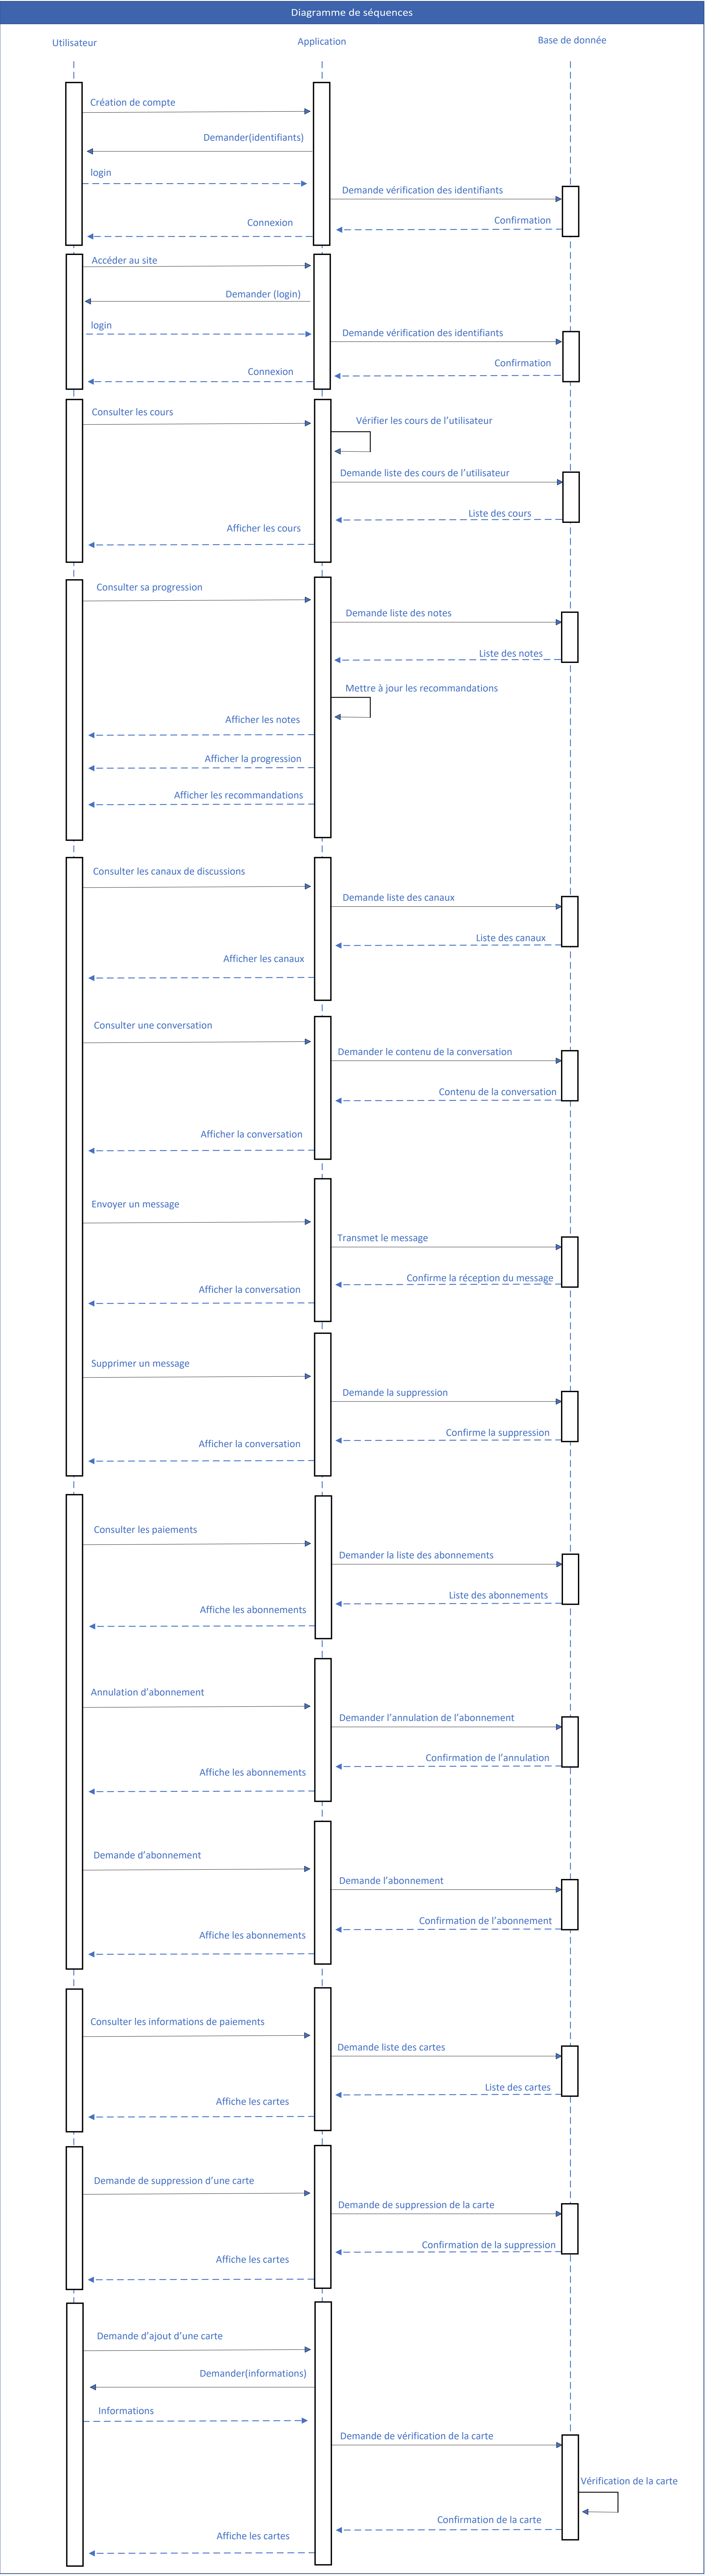 Diagramme de séquences
Utilisateur
Application
Base de donnée
Création de compte
Demander(identifiants)
login
Demande vérification des identifiants
Confirmation
Connexion
Accéder au site
Demander (login)
login
Demande vérification des identifiants
Confirmation
Connexion
Consulter les cours
Vérifier les cours de l’utilisateur
Demande liste des cours de l’utilisateur
Liste des cours
Afficher les cours
Consulter sa progression
Demande liste des notes
Liste des notes
Mettre à jour les recommandations
Afficher les notes
Afficher la progression
Afficher les recommandations
Consulter les canaux de discussions
Demande liste des canaux
Liste des canaux
Afficher les canaux
Consulter une conversation
Demander le contenu de la conversation
Contenu de la conversation
Afficher la conversation
Envoyer un message
Transmet le message
Confirme la réception du message
Afficher la conversation
Supprimer un message
Demande la suppression
Confirme la suppression
Afficher la conversation
Consulter les paiements
Demander la liste des abonnements
Liste des abonnements
Affiche les abonnements
Annulation d’abonnement
Demander l’annulation de l’abonnement
Confirmation de l’annulation
Affiche les abonnements
Demande d’abonnement
Demande l’abonnement
Confirmation de l’abonnement
Affiche les abonnements
Consulter les informations de paiements
Demande liste des cartes
Liste des cartes
Affiche les cartes
Demande de suppression d’une carte
Demande de suppression de la carte
Confirmation de la suppression
Affiche les cartes
Demande d’ajout d’une carte
Demander(informations)
Informations
Demande de vérification de la carte
Vérification de la carte
Confirmation de la carte
Affiche les cartes